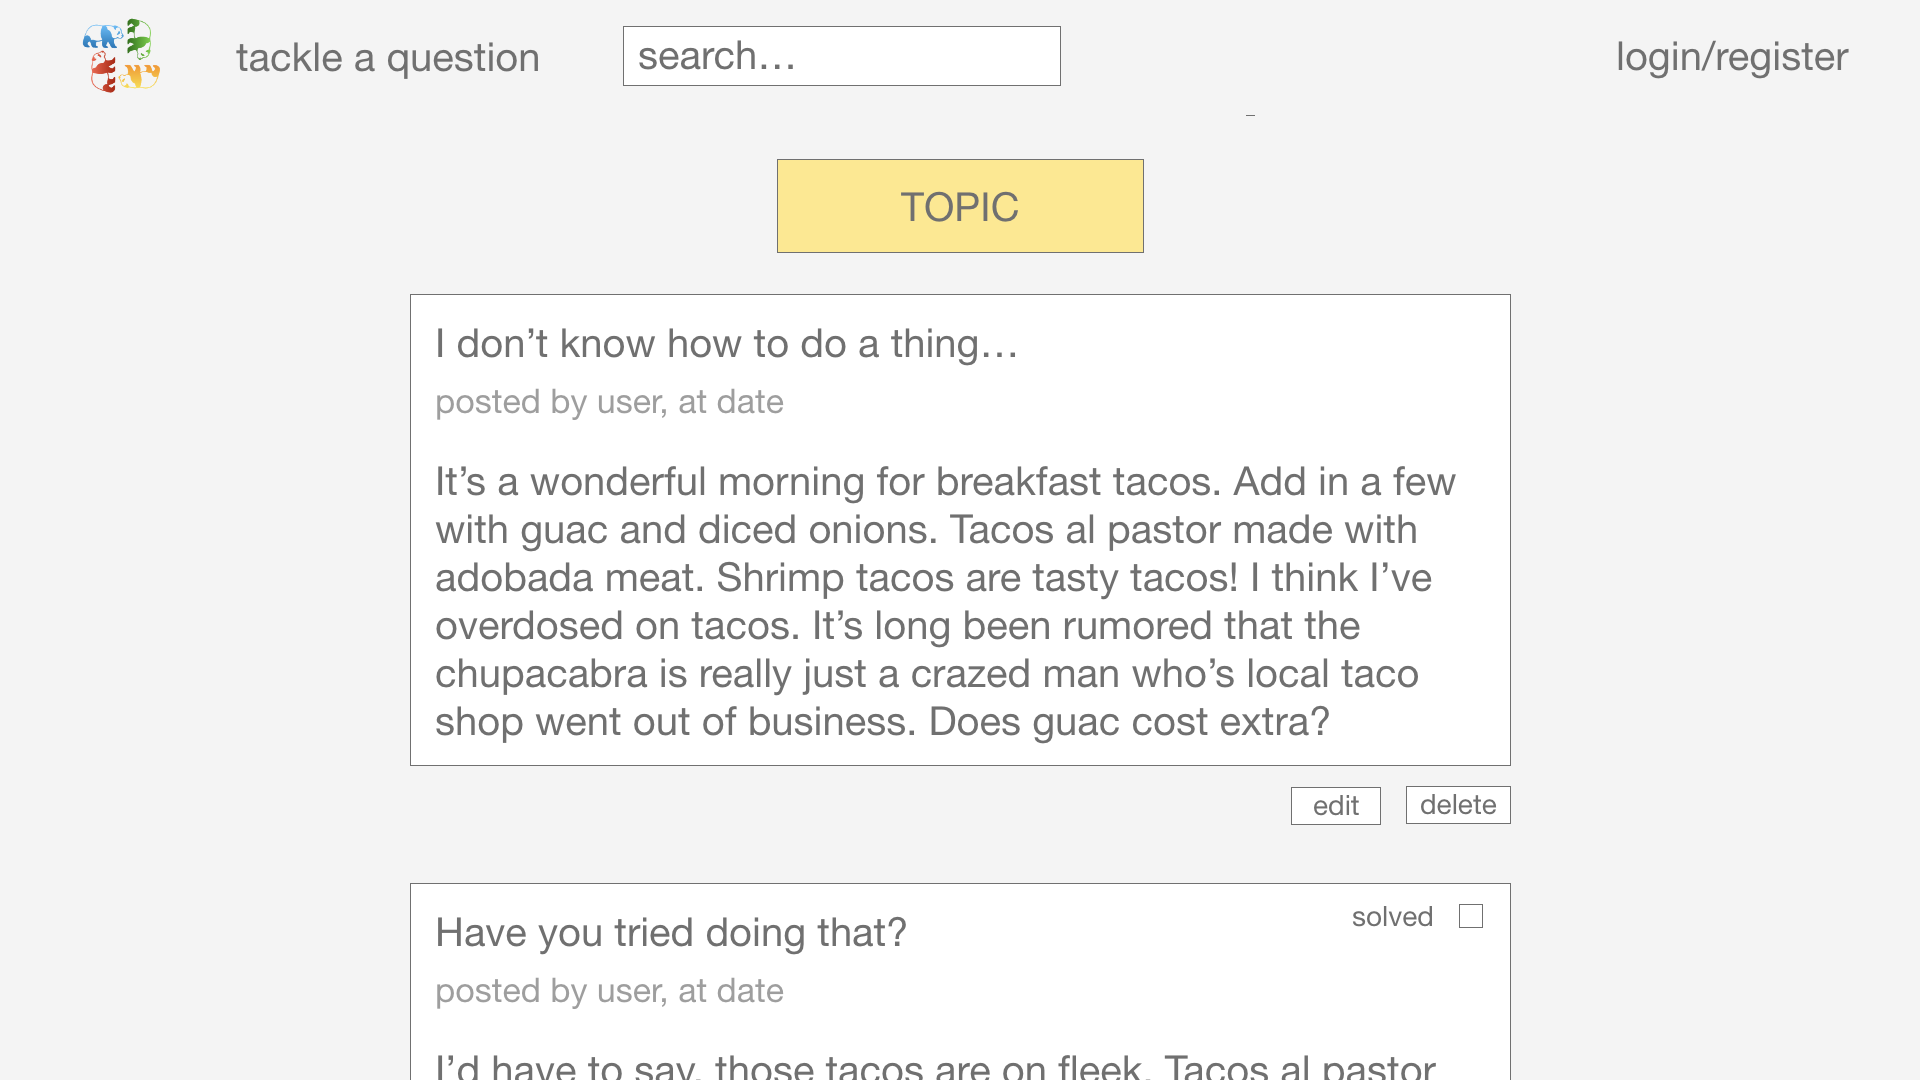 tackle a question
search…
login/register
TOPIC
I don’t know how to do a thing…
posted by user, at date
It’s a wonderful morning for breakfast tacos. Add in a few
with guac and diced onions. Tacos al pastor made with
adobada meat. Shrimp tacos are tasty tacos! I think I’ve
overdosed on tacos. It’s long been rumored that the
chupacabra is really just a crazed man who’s local taco
shop went out of business. Does guac cost extra?
edit
delete
Have you tried doing that?
solved
posted by user, at date
I’d have to say, those tacos are on fleek. Tacos al pastor